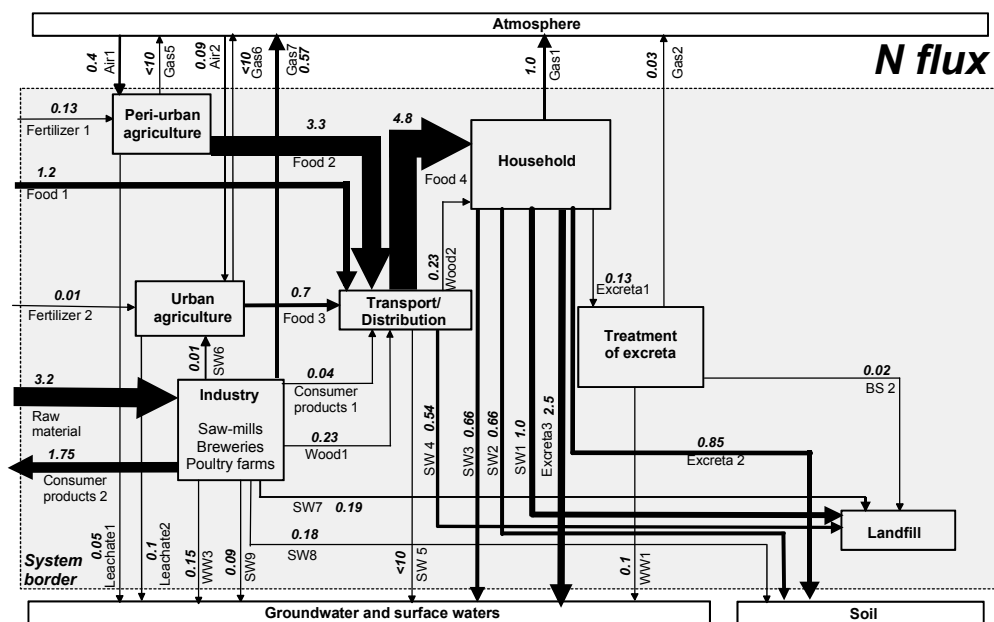 Atmosphere
N flux
0.4
Air1
<10
Gas5
0.09
Air2
<10
Gas6
Gas7
0.57
1.0
Gas1
0.03
Gas2
0.13
Fertilizer 1
Peri-urban
agriculture
3.3
Food 2
4.8
Food 4
Household
1.2
Food 1
0.23
Wood2
0.13
Excreta1
0.01
Fertilizer 2
Urban
agriculture
0.7
Food 3
Transport/
Distribution
Treatment
of excreta
0.01
SW6
3.2
Raw
material
Industry
Saw-mills
Breweries
Poultry farms
0.04
Consumer
products 1
0.23
Wood1
0.02
BS 2
1.75
Consumer
products 2
SW 4 0.54
SW3 0.66
SW2 0.66
SW1 1.0
Excreta3 2.5
0.85
Excreta 2
SW7 0.19
0.18
SW8
Landfill
System
border
0.05
Leachate1
0.1
Leachate2
0.15
WW3
0.09
SW9
<10
SW 5
0.1
WW1
Groundwater and surface waters
Soil